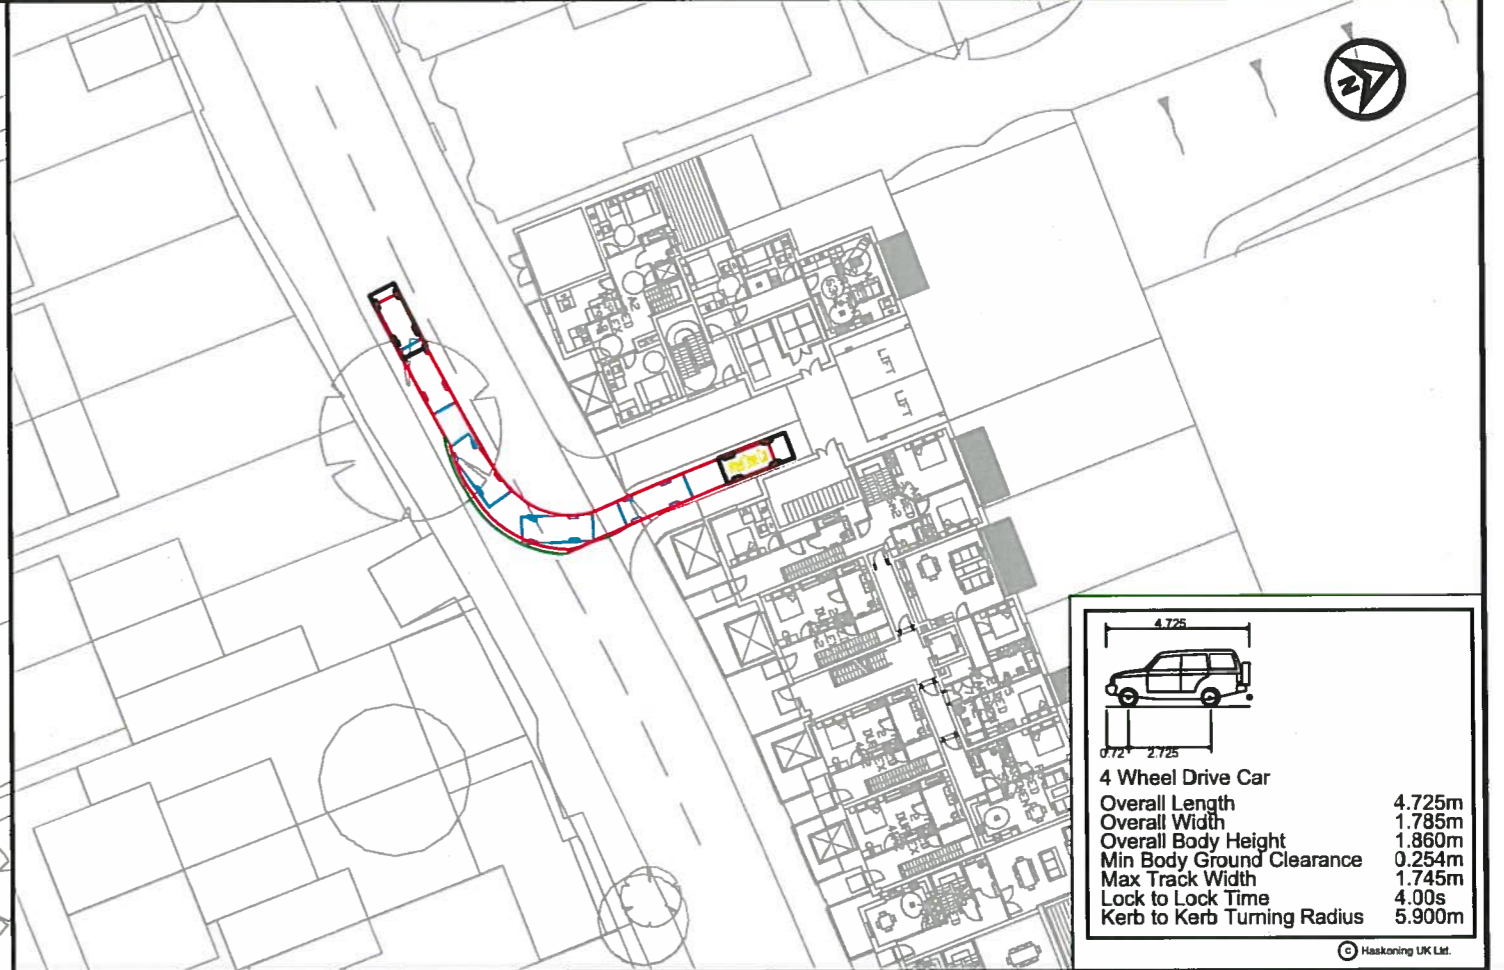 N
LIFT
LIFT
4.725
0.72
2.725
4 Wheel Drive Car
Overall Length 4.725m
Overall Width 1.785m
Overall Body Height 1.860m
Min Body Ground Clearance 0.254m
Max Track Width 1.745m
Lock to Lock Time 4.00s
Kerb to Kerb Turning Radius 5.900m
© Haskoning UK Ltd.